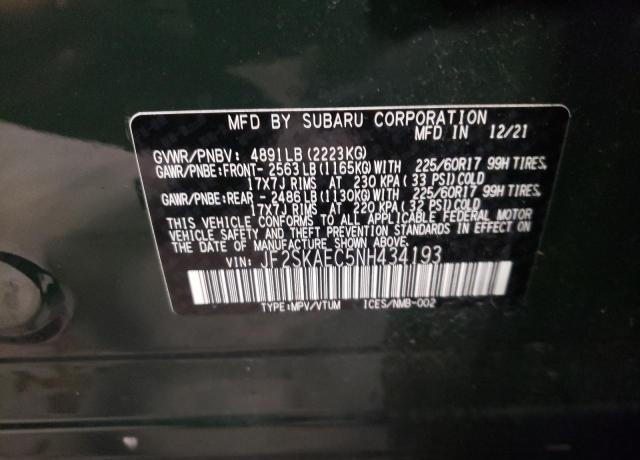 MFD BY SUBARU CORPORATION
MFD IN 12/21
GVWR/PNBV: 4891LB (2223KG)
GAWR/PNBE:FRONT- 2563LB (1165KG) WITH 225/60R17 99H TIRES,
17X7J RIMS AT 230 KPA (33 PSI) COLD
GAWR/PNBE:REAR - 2486LB (1130KG) WITH 225/60R17 99H TIRES,
17X7J RIMS AT 220 KPA (32 PSI) COLD
THIS VEHICLE CONFORMS TO ALL APPLICABLE FEDERAL MOTOR
VEHICLE SAFETY AND THEFT PREVENTION STANDARDS IN EFFECT ON
THE DATE OF MANUFACTURE SHOWN ABOVE.
VIN: JF2SKAEC5NH434193
TYPE:MPV/VTUM ICES/NMB-002